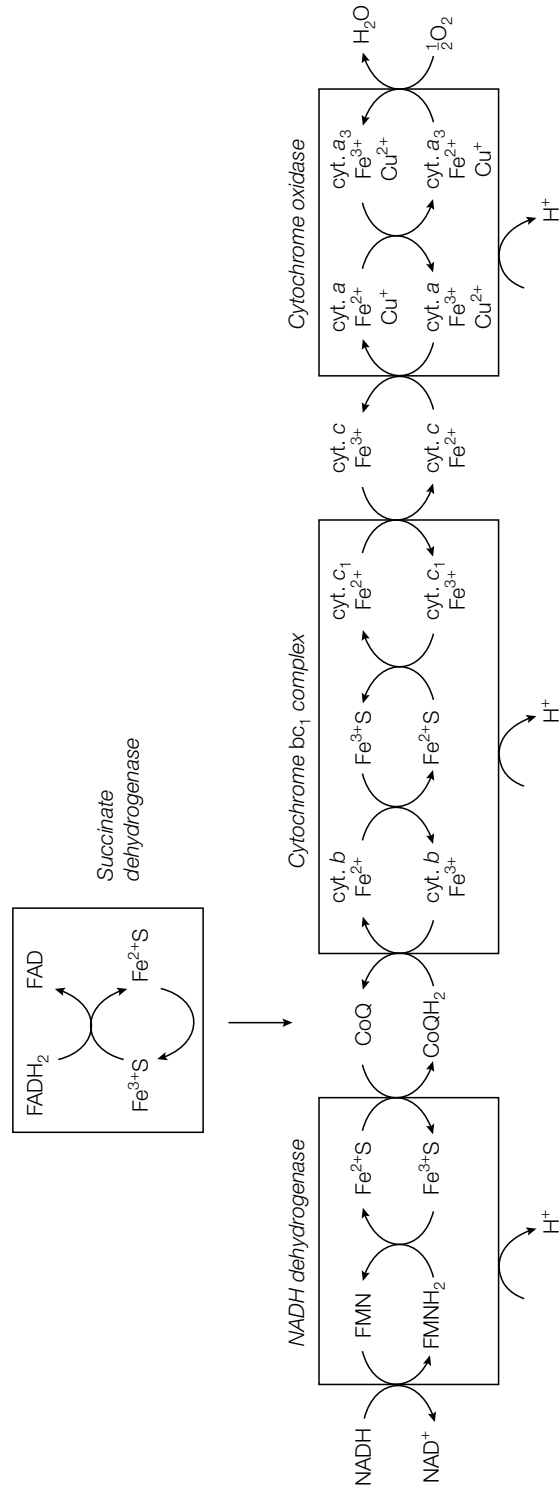 Succinate
dehydrogenase
FADH₂ FAD
Fe³⁺S Fe²⁺S
NADH dehydrogenase
Cytochrome bc₁ complex
Cytochrome oxidase
NADH
NAD⁺
FMN
FMNH₂
Fe²⁺S
Fe³⁺S
CoQ
CoQH₂
cyt. b
Fe²⁺
cyt. b
Fe³⁺
Fe³⁺S
Fe²⁺S
cyt. c₁
Fe²⁺
cyt. c₁
Fe³⁺
cyt. c
Fe³⁺
cyt. c
Fe²⁺
cyt. a
Fe²⁺
Cu⁺
cyt. a
Fe³⁺
Cu²⁺
cyt. a₃
Fe³⁺
Cu²⁺
cyt. a₃
Fe²⁺
Cu⁺
H₂O
½O₂
H⁺
H⁺
H⁺